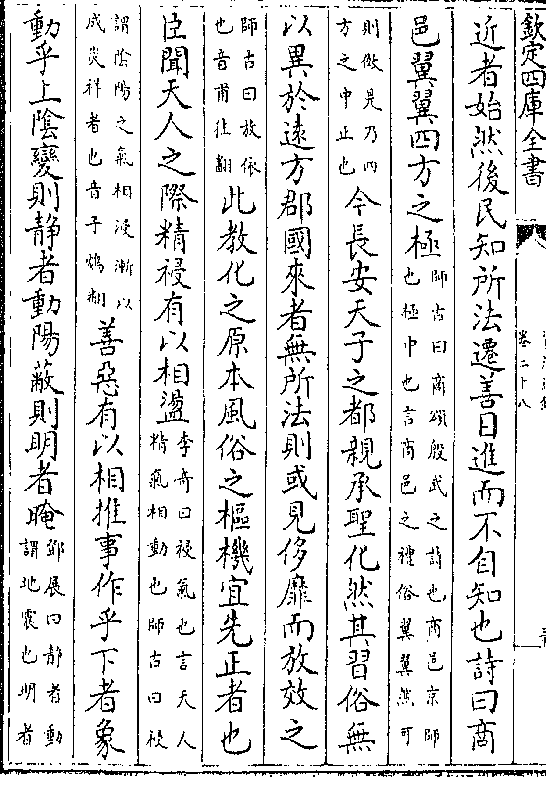 欽定四庫全書
卷二十八
近者始然後民知所法遷善日進而不自知也詩曰商
邑翼翼四方之極師古曰商頌殷武之詩也商邑京師也極中也言商邑之禮俗翼翼然可
則傚是乃四方之中正也今長安天子之都親承聖化然其習俗無
以異於遠方郡國來者無所法則或見侈靡而放效之
師古曰放依也音甫往翻此教化之原本風俗之樞機宜先正者也
臣聞天人之際精祲有以相盪李奇曰祲氣也言天人精氣相動也師古曰祲
謂陰陽之氣相浸漸以成災祥者也音子鴆翻善惡有以相推事作乎下者象
動乎上陰變則静者動陽蔽則明者晻鄧展曰静者動謂地震也明者